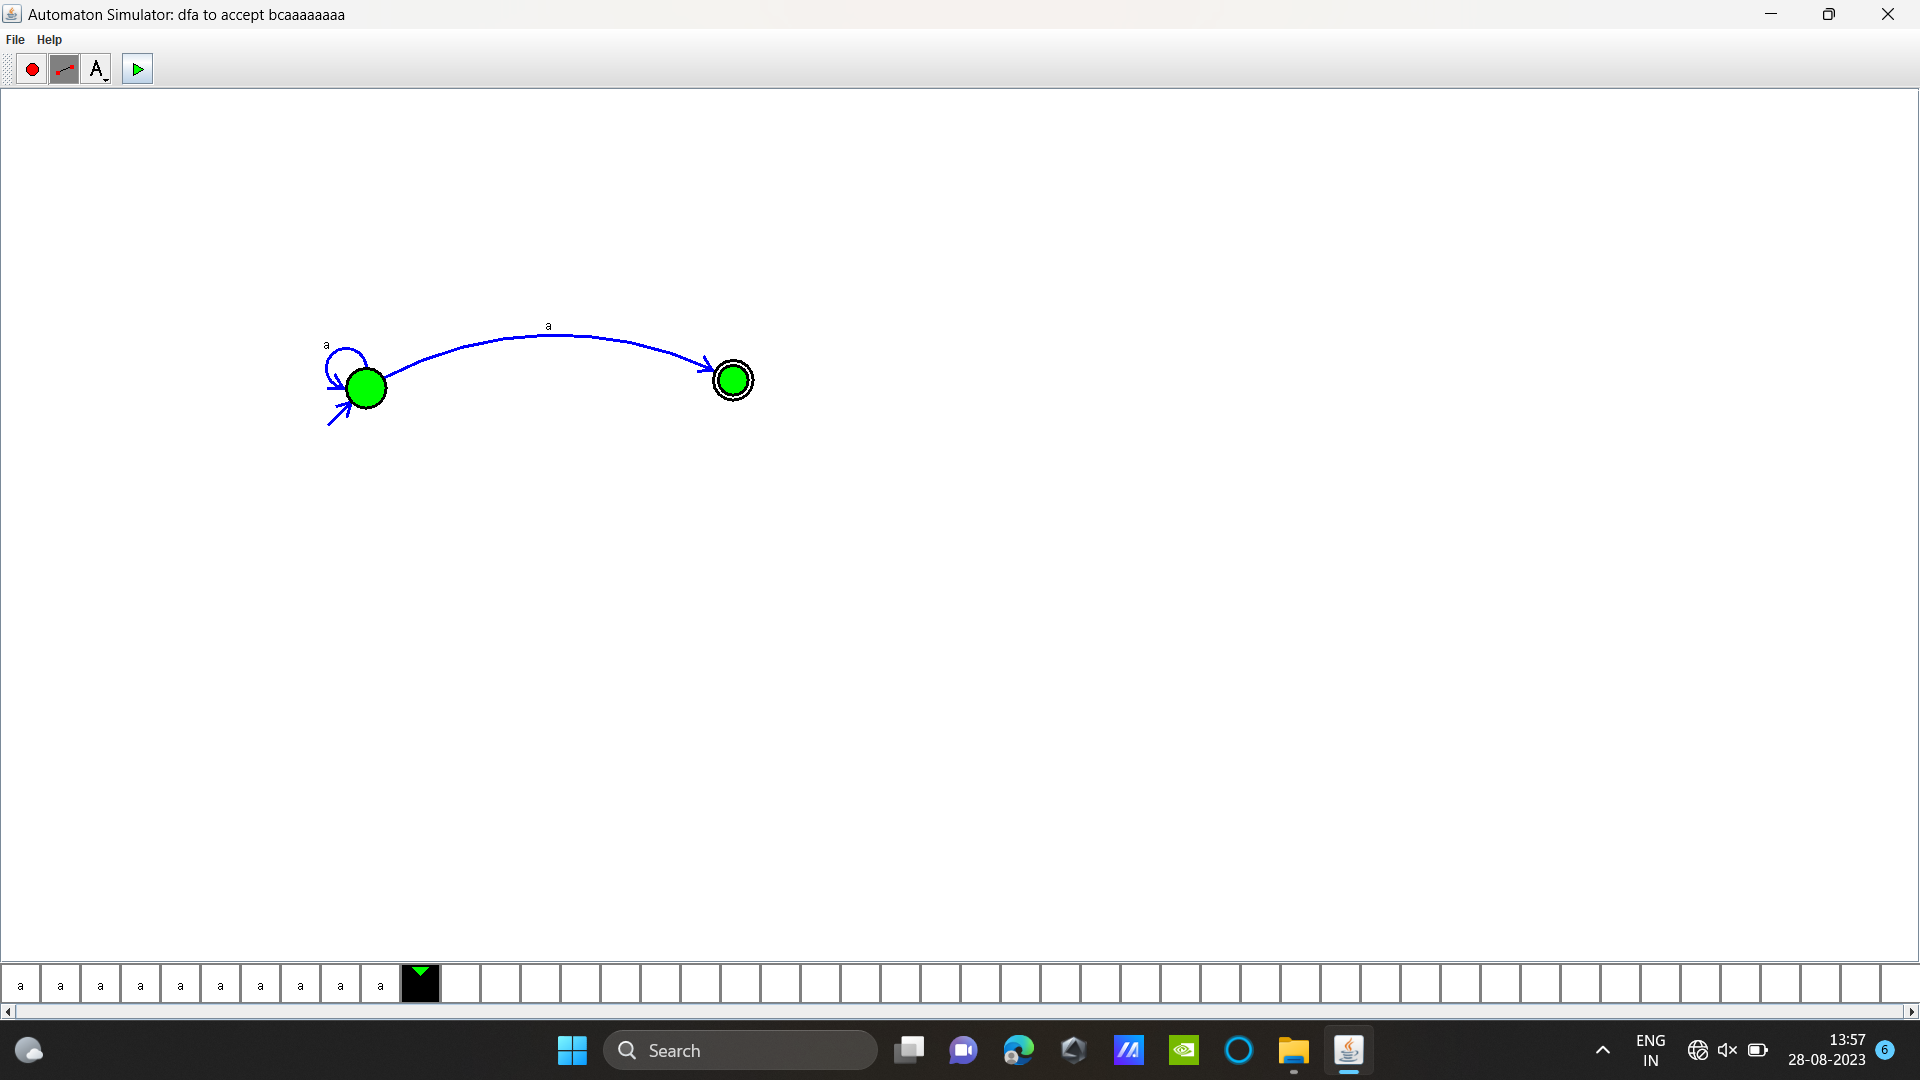 Automaton Simulator: dfa to accept bcaaaaaaaa
File Help
A
a
a
a a a a a a a a a a
Search
ENG
IN
13:57
28-08-2023
6